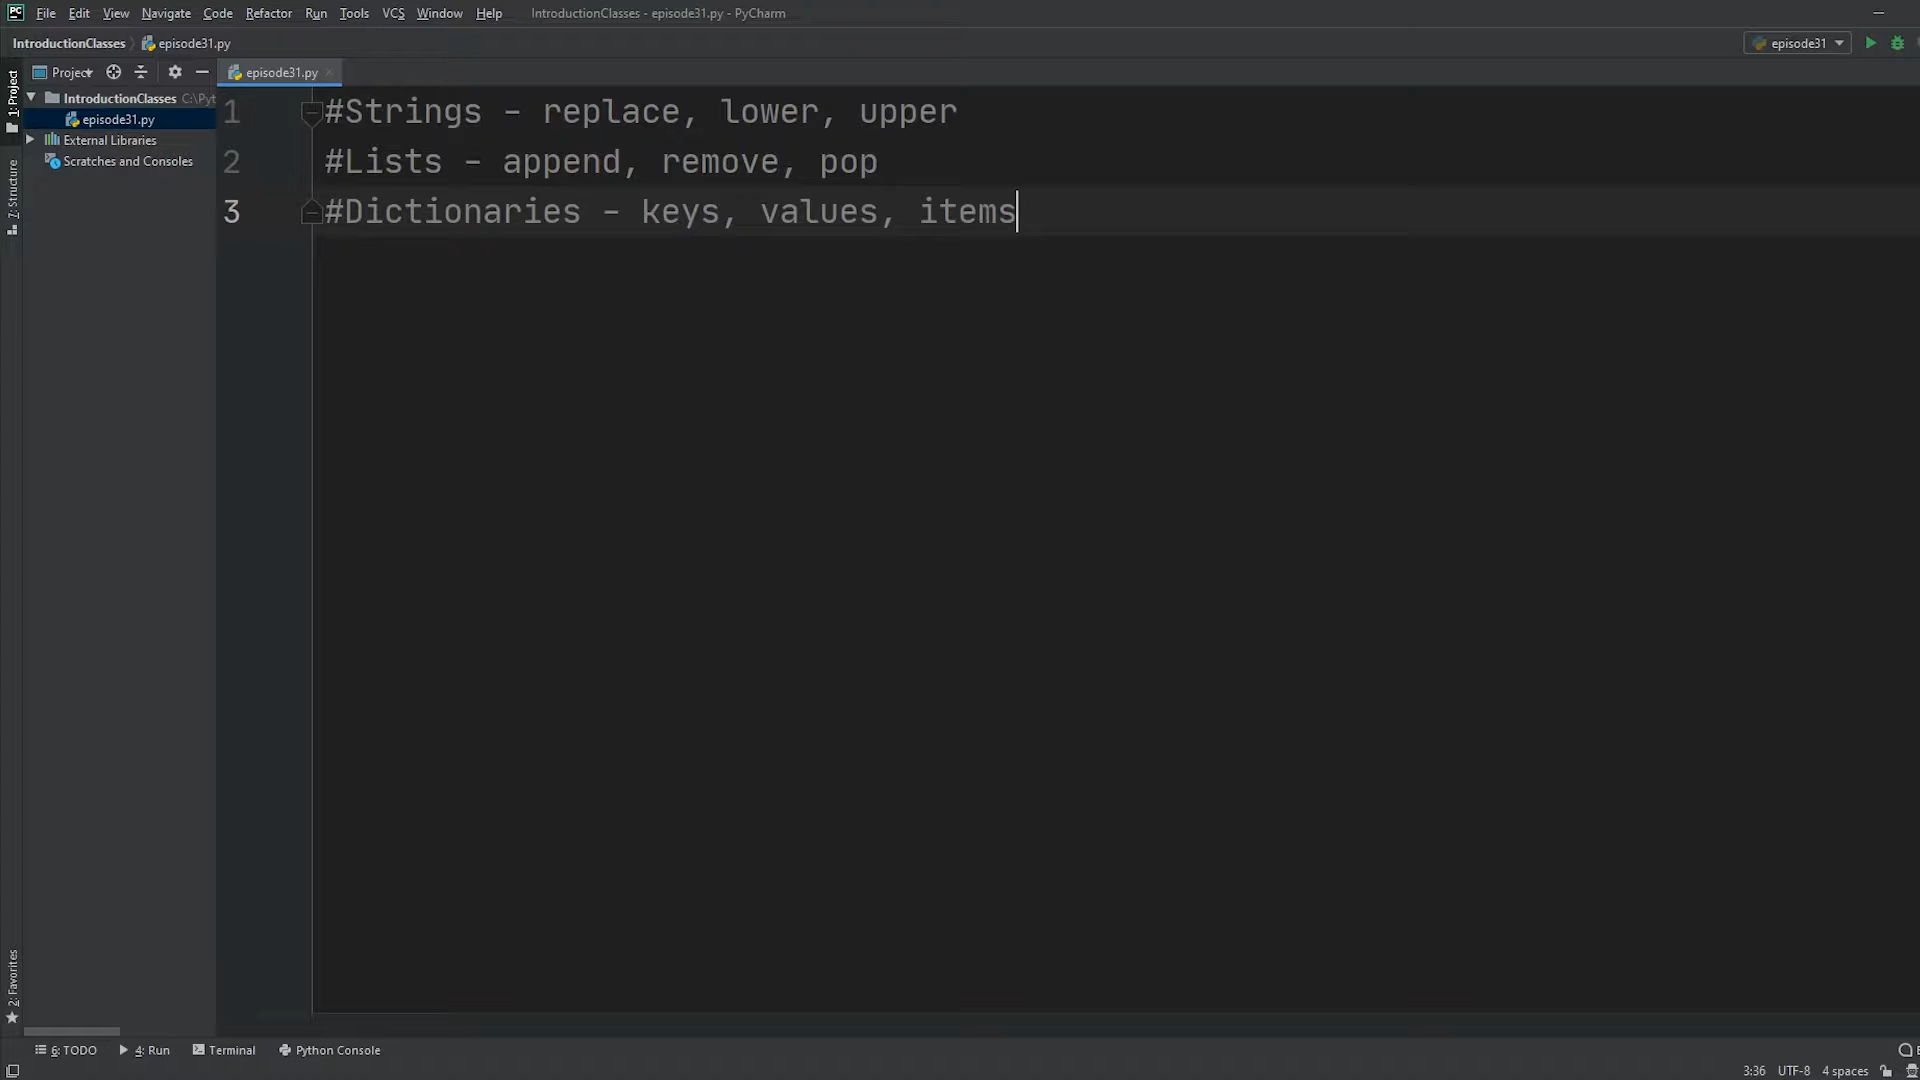 PC File Edit View Navigate Code Refactor Run Tools VCS Window Help IntroductionClasses - episode31.py - PyCharm
IntroductionClasses episode31.py episode31
1: Project
Project episode31.py
IntroductionClasses C:\Pyt
episode31.py
External Libraries
Scratches and Consoles
7: Structure
1 #Strings - replace, lower, upper
2 #Lists - append, remove, pop
3 #Dictionaries - keys, values, items
2: Favorites
6: TODO 4: Run Terminal Python Console
3:36 UTF-8 4 spaces